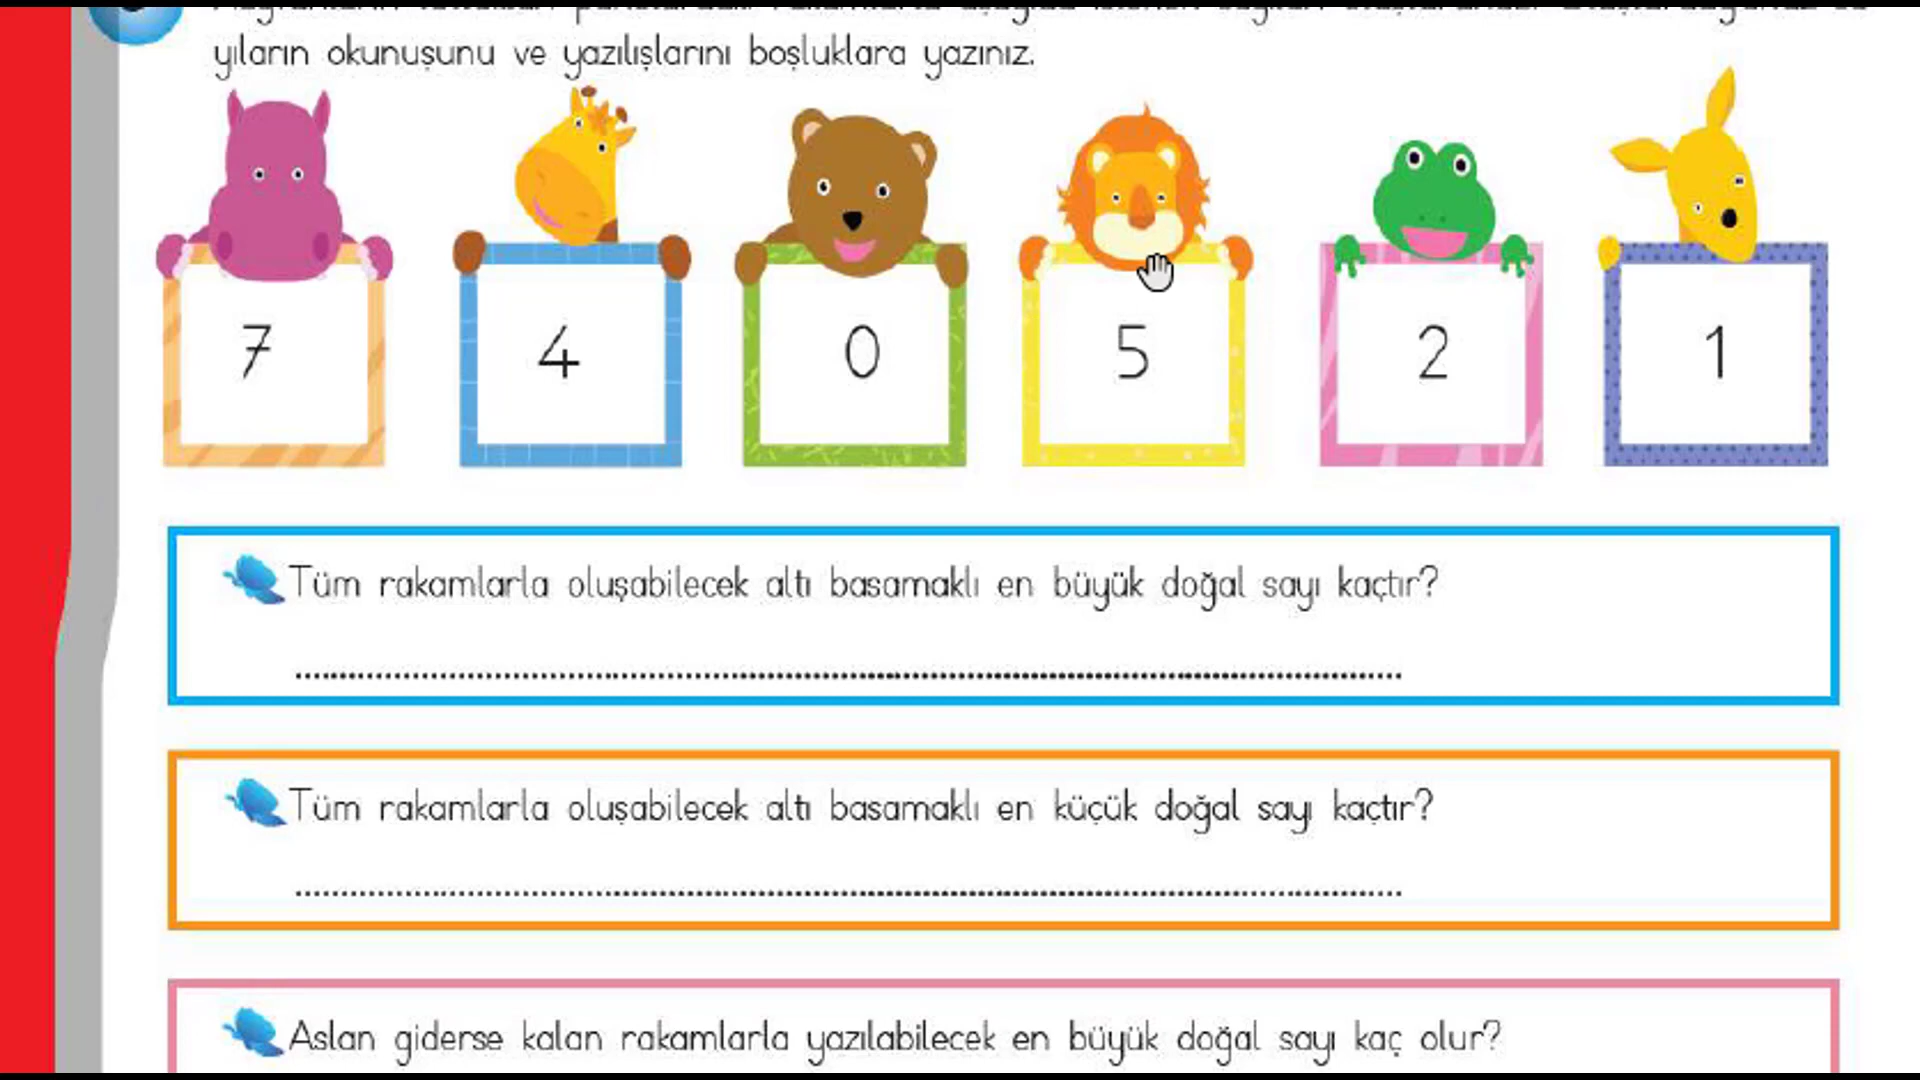 yıların okunuşunu ve yazılışlarını boşluklara yazınız.
7 4 0 5 2 1
Tüm rakamlarla oluşabilecek altı basamaklı en büyük doğal sayı kaçtır?
Tüm rakamlarla oluşabilecek altı basamaklı en küçük doğal sayı kaçtır?
Aslan giderse kalan rakamlarla yazılabilecek en büyük doğal sayı kaç olur?